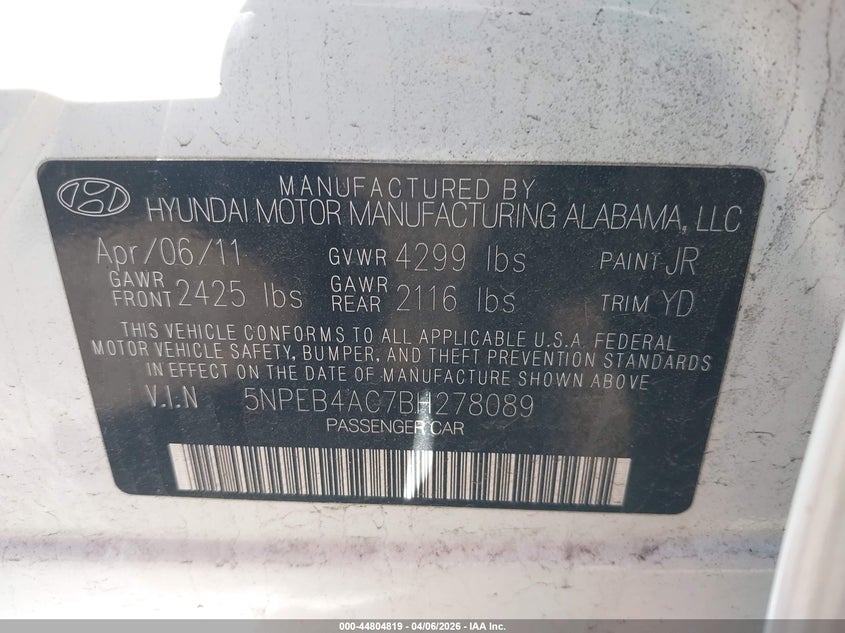 MANUFACTURED BY
HYUNDAI MOTOR MANUFACTURING ALABAMA, LLC
Apr/06/11 GVWR 4299 lbs PAINT JR
GAWR FRONT 2425 lbs GAWR REAR 2116 lbs TRIM YD
THIS VEHICLE CONFORMS TO ALL APPLICABLE U.S.A. FEDERAL
MOTOR VEHICLE SAFETY, BUMPER, AND THEFT PREVENTION STANDARDS
IN EFFECT ON THE DATE OF MANUFACTURE SHOWN ABOVE
V.I.N 5NPEB4AC7BH278089
PASSENGER CAR
000-44804819 | 04/06/2026 | IAA Inc.